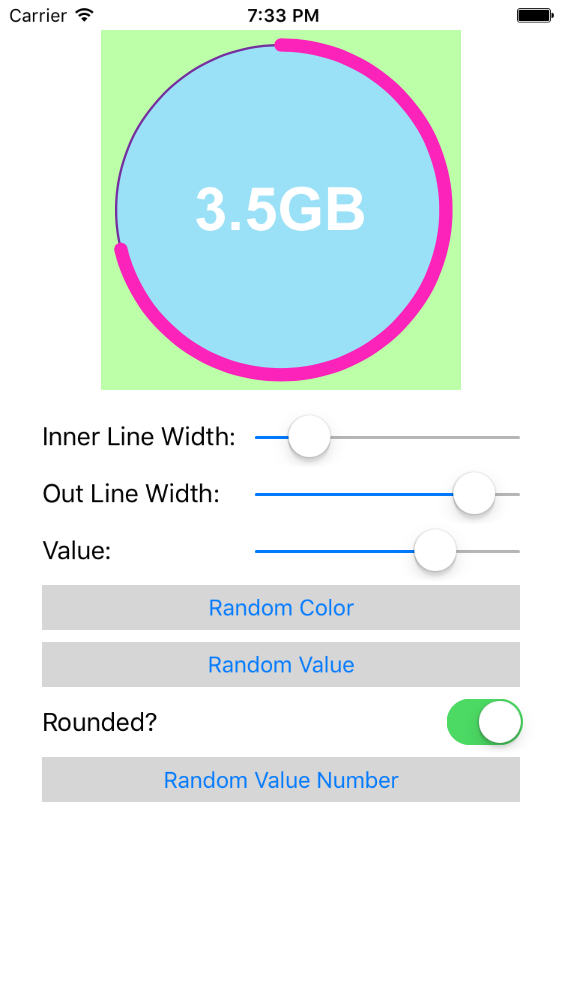 Carrier 7:33 PM
3.5GB
Inner Line Width:
Out Line Width:
Value:
Random Color
Random Value
Rounded?
Random Value Number